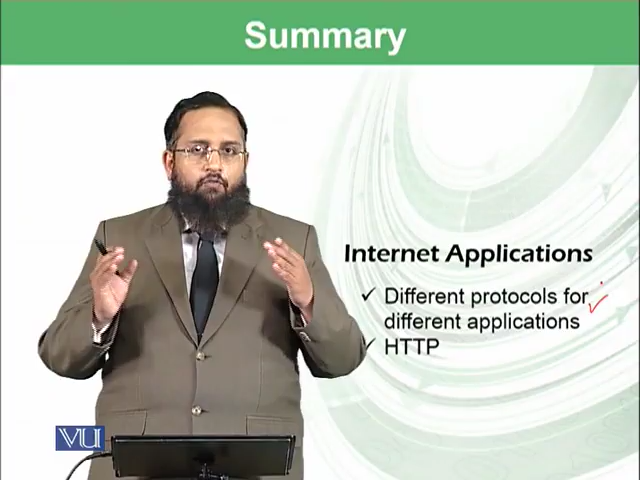 Summary
Internet Applications
✓ Different protocols for
different applications
✓ HTTP
VU